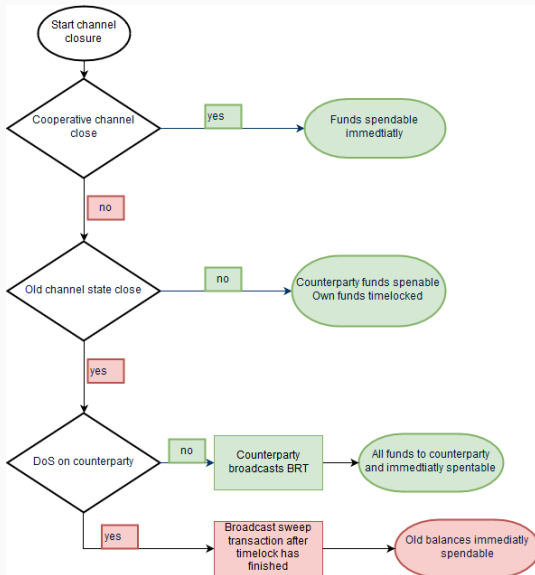 Start channel
closure
Cooperative channel
close
yes
Funds spendable
immedtiatly
no
Old channel state close
no
Counterparty funds spenable
Own funds timelocked
yes
DoS on counterparty
no
Counterparty
broadcasts BRT
All funds to counterparty
and immediatly spentable
yes
Broadcast sweep
transaction after
timelock has
finished
Old balances immediatly
spendable